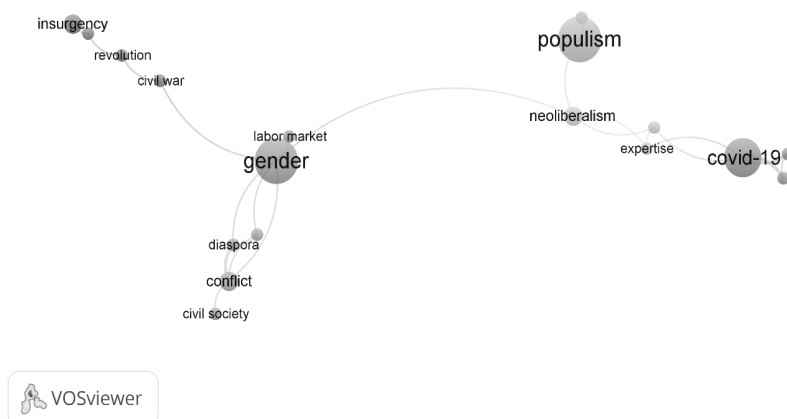 insurgency
populism
revolution
civil war
neoliberalism
labor market
expertise
gender
covid-19
diaspora
conflict
civil society
VOSviewer